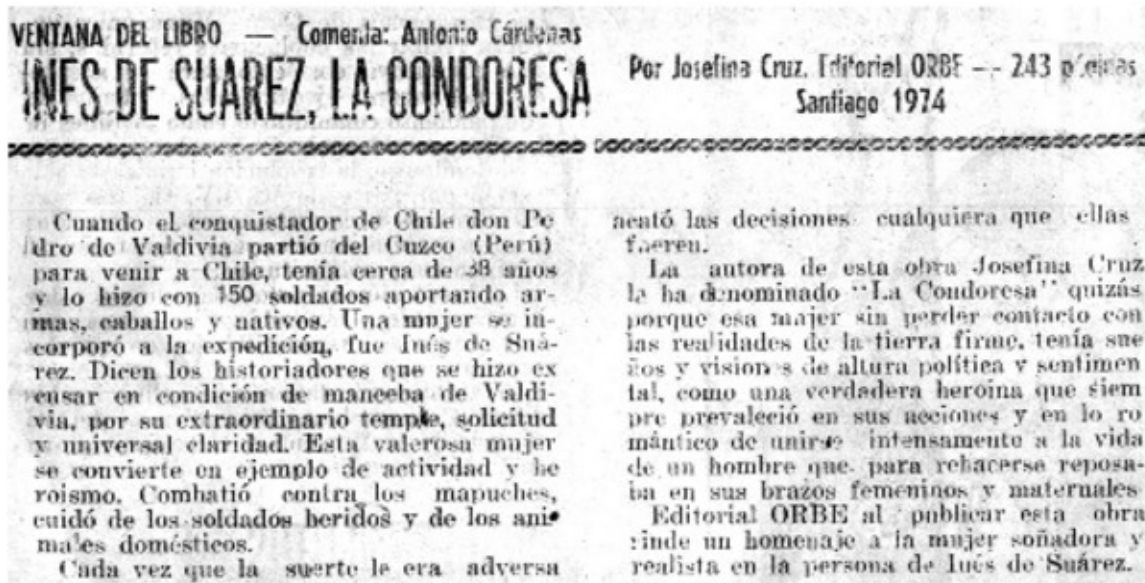 VENTANA DEL LIBRO — Comenta: Antonio Cárdenas
INES DE SUAREZ, LA CONDORESA
Por Josefina Cruz. Editorial ORBE -- 243 páginas
Santiago 1974
Cuando el conquistador de Chile don Pe
dro de Valdivia partió del Cuzco (Perú)
para venir a Chile, tenía cerca de 38 años
y lo hizo con 150 soldados aportando ar-
mas, caballos y nativos. Una mujer se in-
corporó a la expedición, fue Inés de Suá-
rez. Dicen los historiadores que se hizo ex
cusar en condición de manceba de Valdi-
via, por su extraordinario temple, solicitud
y universal claridad. Esta valerosa mujer
se convierte en ejemplo de actividad y he
roismo. Combatió contra los mapuches,
cuidó de los soldados heridos y de los ani
males domésticos.
Cada vez que la suerte le era adversa
acató las decisiones cualquiera que ellas
fueren.
La autora de esta obra Josefina Cruz
la ha denominado "La Condoresa" quizás
porque esa mujer sin perder contacto con
las realidades de la tierra firme, tenía sue
ños y visiones de altura política y sentimen
tal, como una verdadera heroina que siem
pre prevaleció en sus acciones y en lo ro
mántico de unirse intensamente a la vida
de un hombre que para rehacerse reposa-
ba en sus brazos femeninos y maternales
Editorial ORBE al publicar esta obra
rinde un homenaje a la mujer soñadora y
realista en la persona de Inés de Suárez.